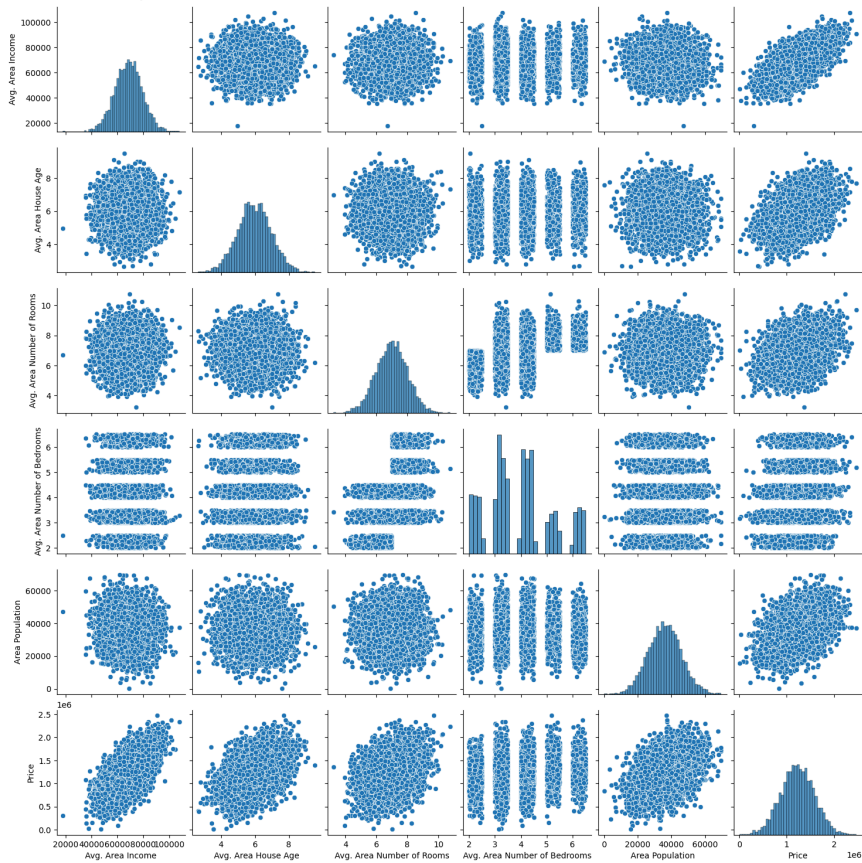 Avg. Area Income
100000
80000
60000
40000
20000
Avg. Area House Age
8
6
4
Avg. Area Number of Rooms
10
8
6
4
Avg. Area Number of Bedrooms
6
5
4
3
2
Area Population
60000
40000
20000
0
1e6
Price
2.5
2.0
1.5
1.0
0.5
0.0
20000 40000 60000 80000 100000
Avg. Area Income
4 6 8
Avg. Area House Age
4 6 8 10
Avg. Area Number of Rooms
2 3 4 5 6
Avg. Area Number of Bedrooms
0 20000 40000 60000
Area Population
0 1 2
Price
1e6